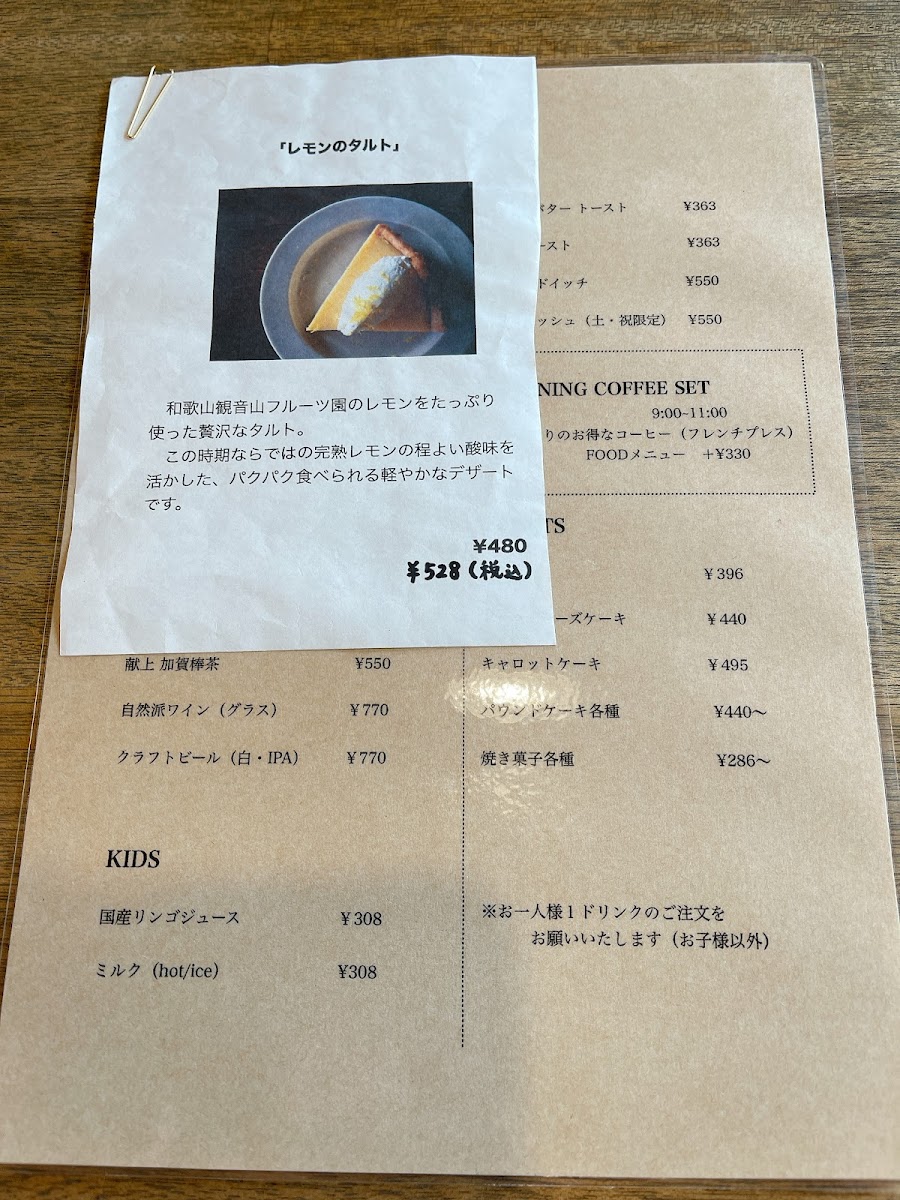 「レモンのタルト」
和歌山観音山フルーツ園のレモンをたっぷり
使った贅沢なタルト。
この時期ならではの完熟レモンの程よい酸味を
活かした、パクパク食べられる軽やかなデザート
です。
¥480
¥528(税込)
バター トースト ¥363
ースト ¥363
ドイッチ ¥550
ッシュ（土・祝限定） ¥550
NING COFFEE SET
9:00~11:00
りのお得なコーヒー（フレンチプレス）
FOODメニュー +¥330
TS
¥396
ーズケーキ ¥440
キャロットケーキ ¥495
パウンドケーキ各種 ¥440〜
焼き菓子各種 ¥286〜
※お一人様１ドリンクのご注文を
お願いいたします（お子様以外）
献上 加賀棒茶 ¥550
自然派ワイン（グラス） ¥770
クラフトビール（白・IPA） ¥770
KIDS
国産リンゴジュース ¥308
ミルク（hot/ice） ¥308